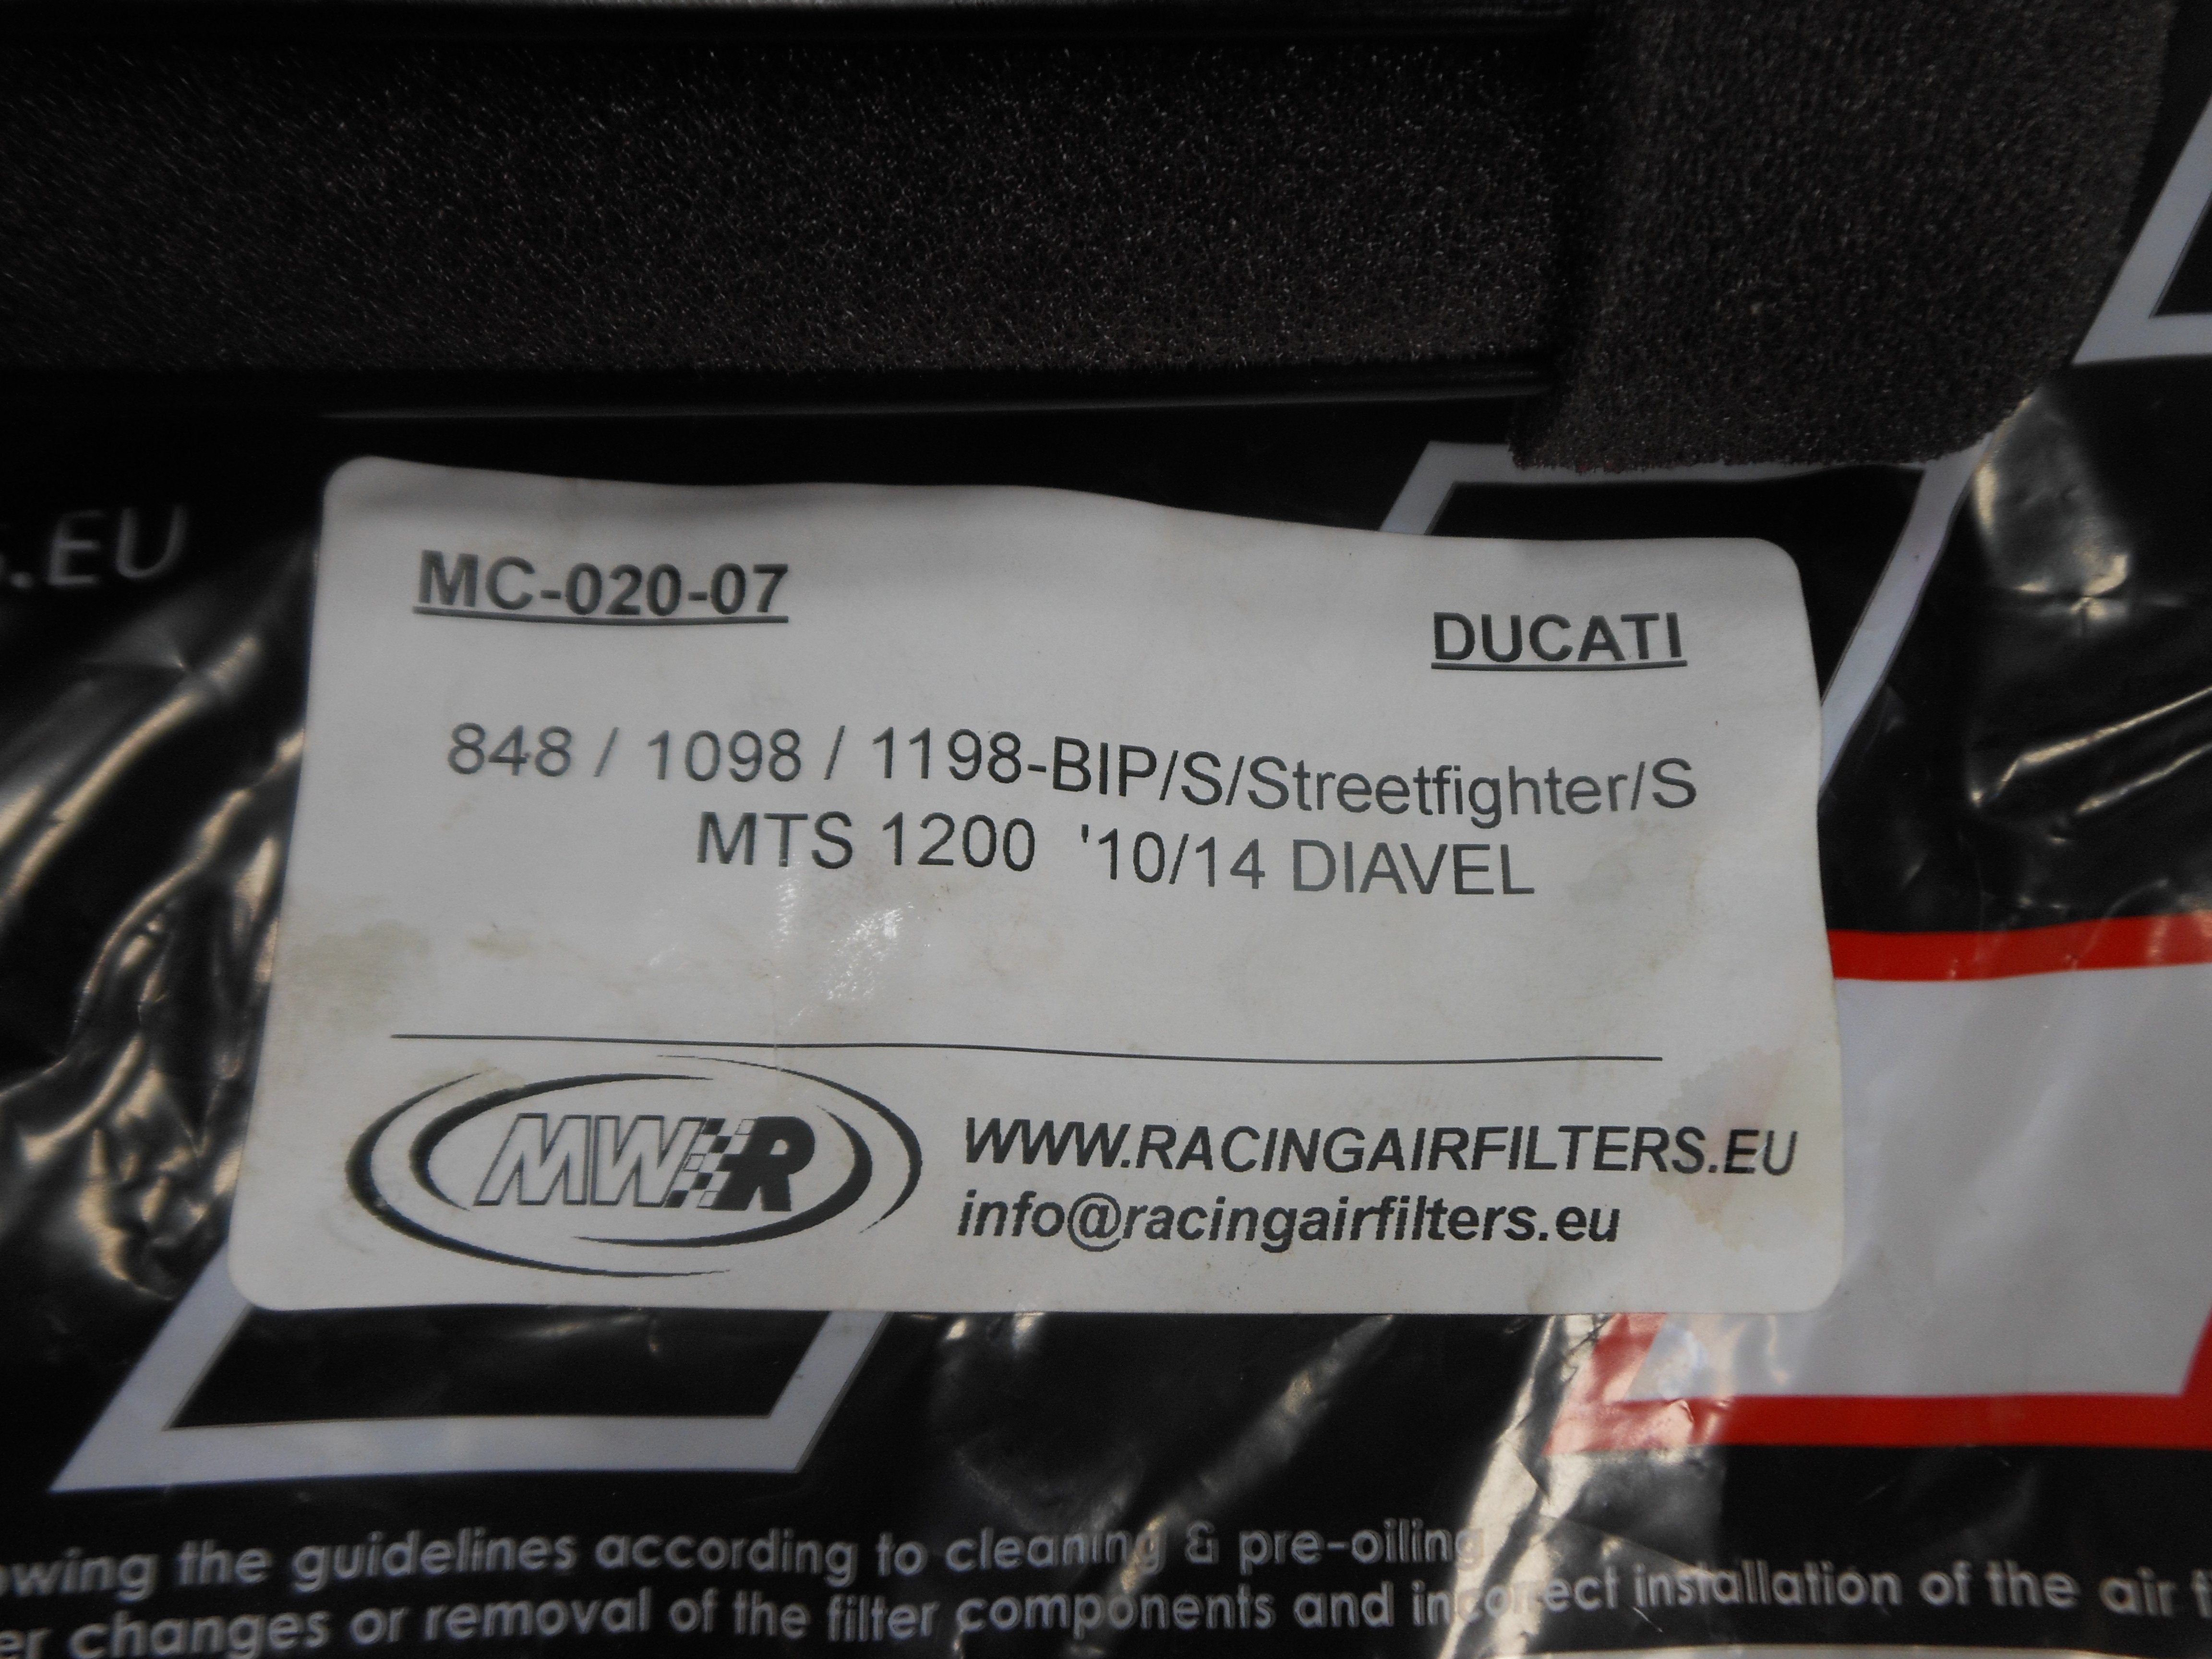 .EU
MC-020-07
DUCATI
848 / 1098 / 1198-BIP/S/Streetfighter/S
MTS 1200 '10/14 DIAVEL
MWR
WWW.RACINGAIRFILTERS.EU
info@racingairfilters.eu
the guidelines according to cleaning & pre-oiling
changes or removal of the filter components and incorrect installation of the air